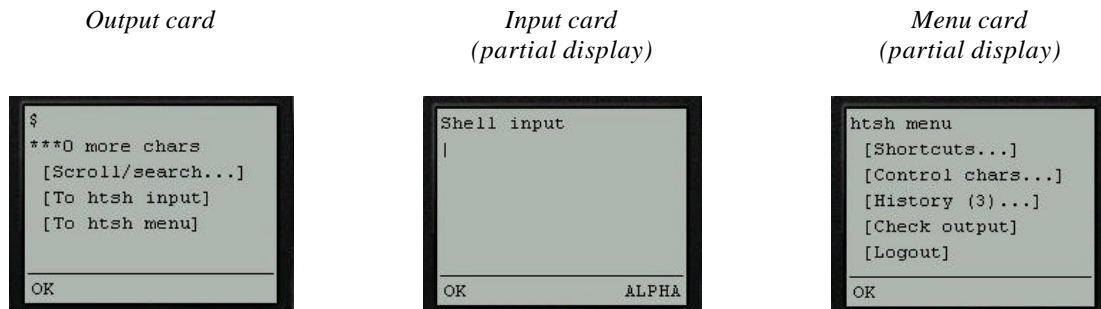 Output card
Input card
(partial display)
Menu card
(partial display)
$
***0 more chars
[Scroll/search...]
[To htsh input]
[To htsh menu]
OK
Shell input
|
OK ALPHA
htsh menu
[Shortcuts...]
[Control chars...]
[History (3)...]
[Check output]
[Logout]
OK